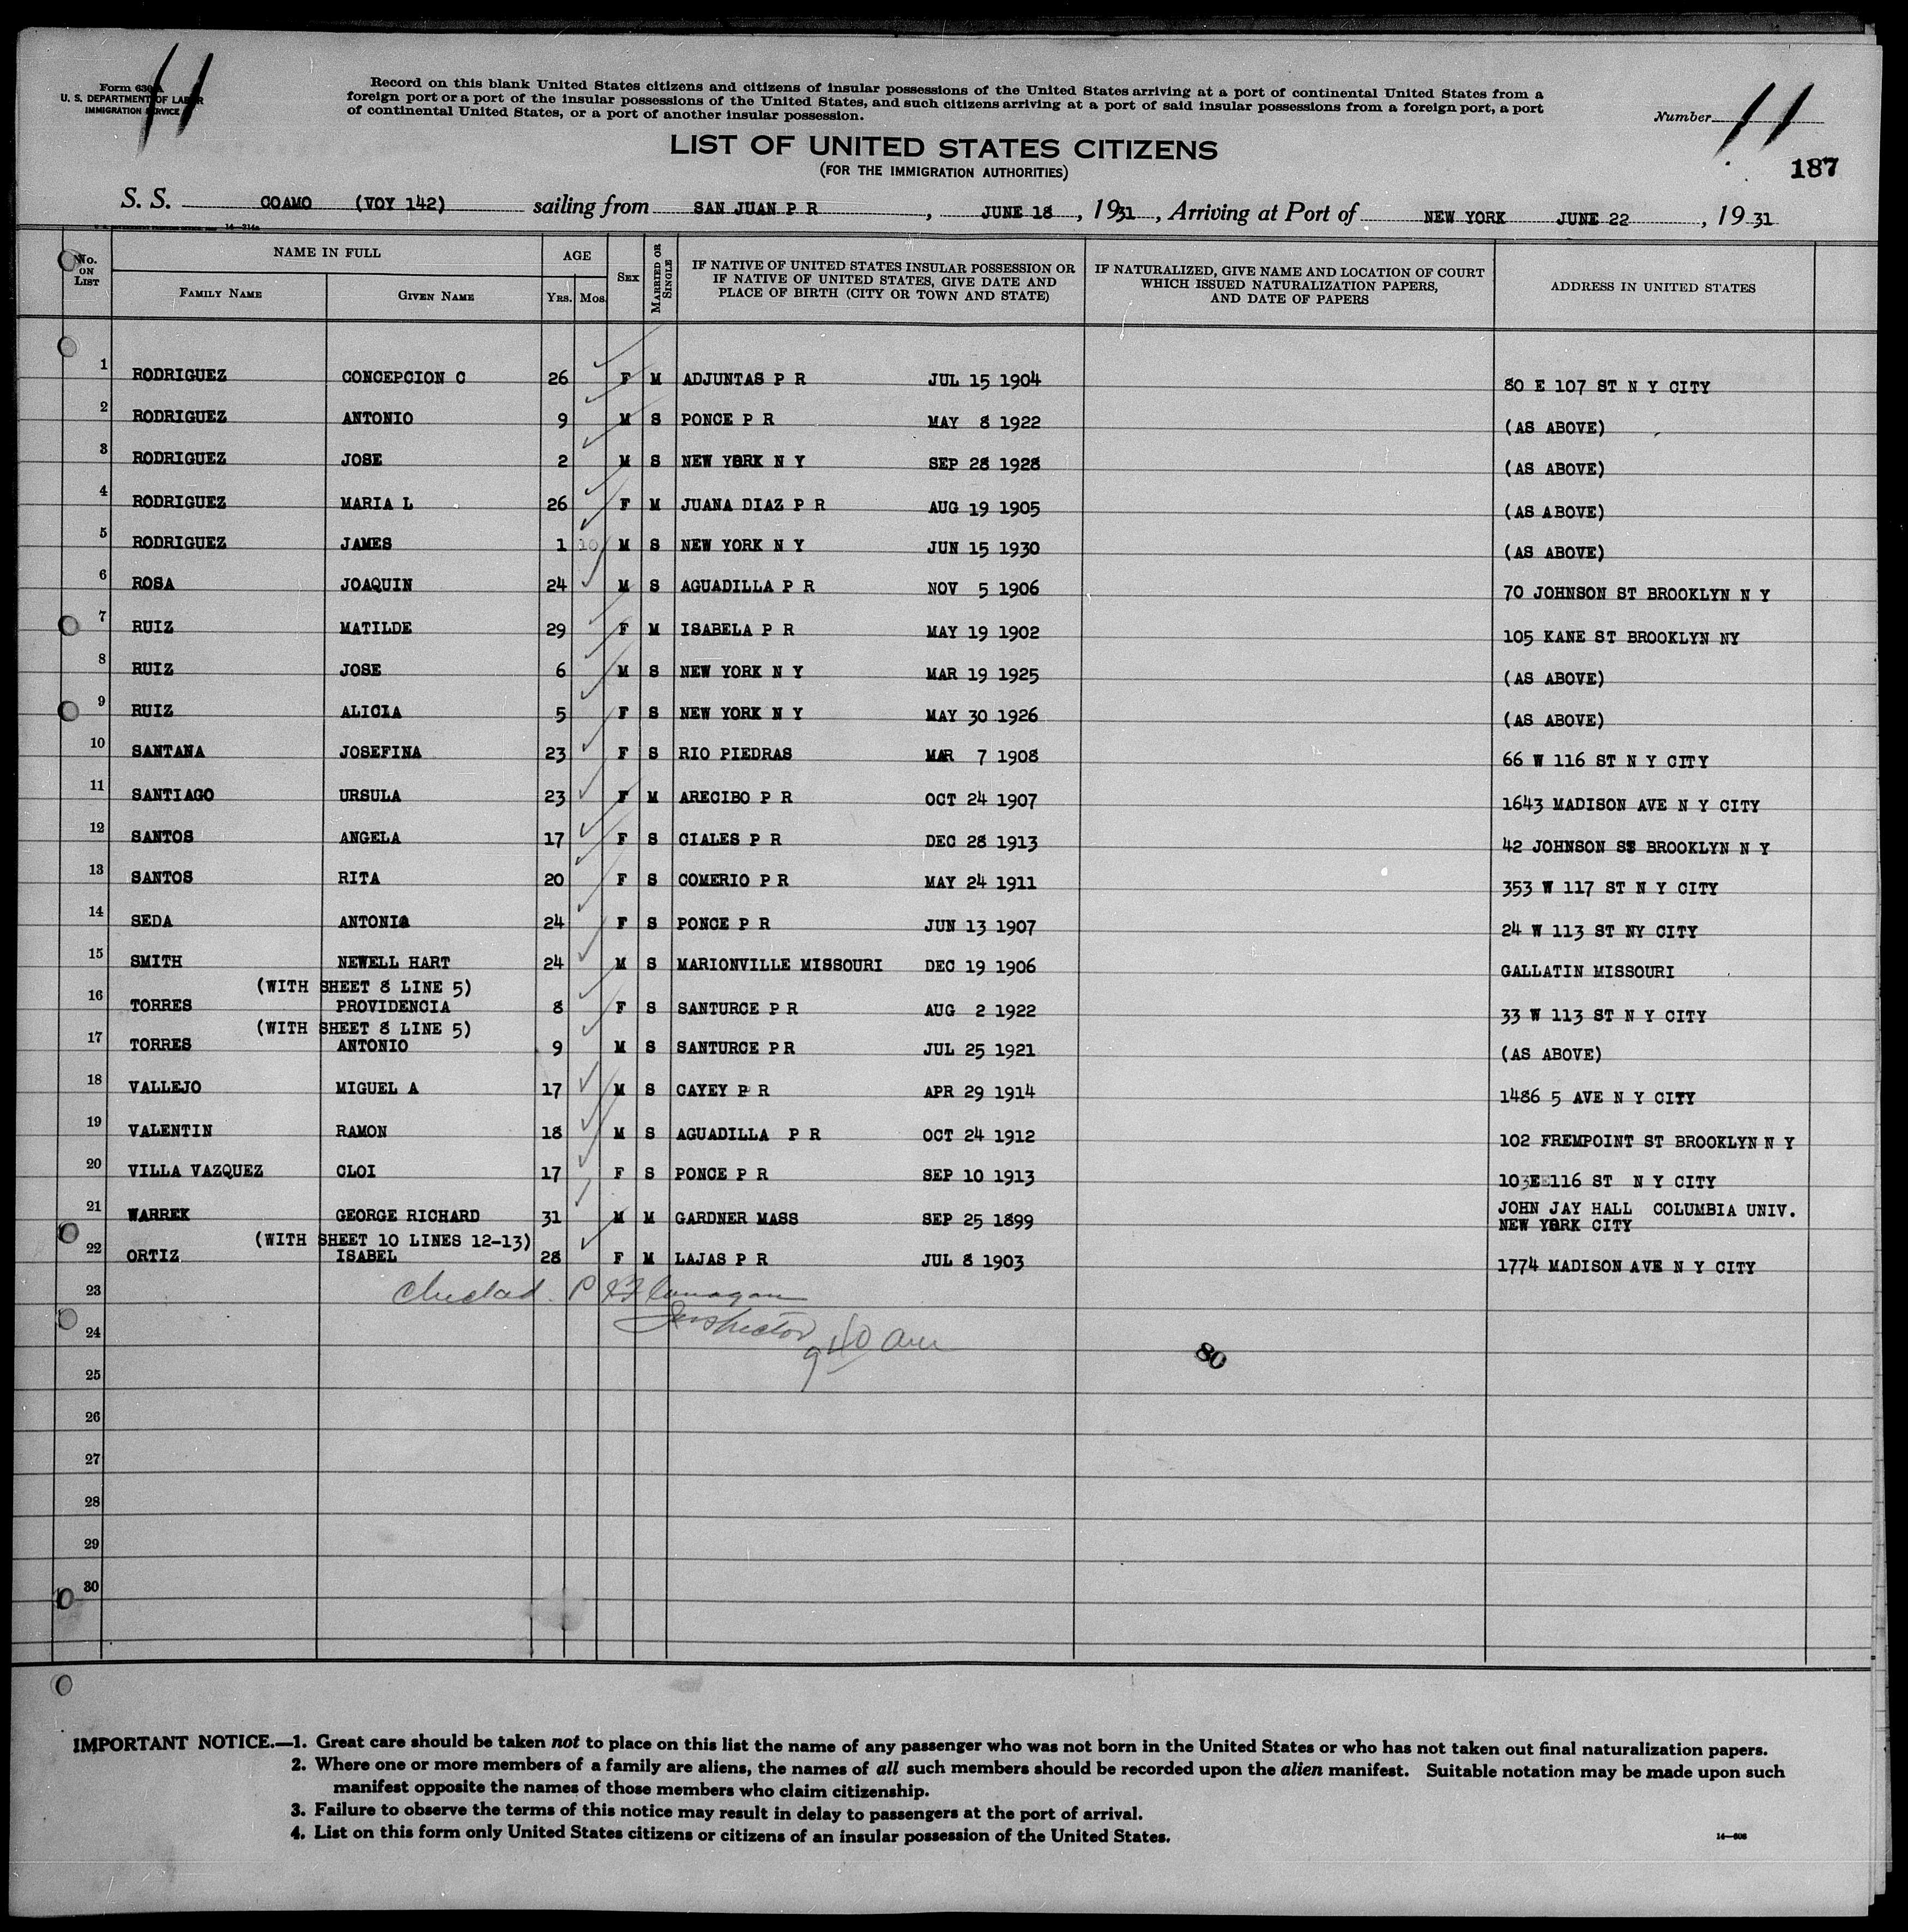 11
Form 630 A
U. S. DEPARTMENT OF LABOR
IMMIGRATION SERVICE
Record on this blank United States citizens and citizens of insular possessions of the United States arriving at a port of continental United States from a
foreign port or a port of the insular possessions of the United States, and such citizens arriving at a port of said insular possessions from a foreign port, a port
of continental United States, or a port of another insular possession.
Number 11
LIST OF UNITED STATES CITIZENS
(FOR THE IMMIGRATION AUTHORITIES)
187
S. S. COAMO (VOY 142) sailing from SAN JUAN P R, JUNE 18, 1931, Arriving at Port of NEW YORK JUNE 22, 19 31
14—214a
No. ON LIST
NAME IN FULL
FAMILY NAME
GIVEN NAME
AGE
YRS. MOS.
SEX
MARRIED OR SINGLE
IF NATIVE OF UNITED STATES INSULAR POSSESSION OR
IF NATIVE OF UNITED STATES, GIVE DATE AND
PLACE OF BIRTH (CITY OR TOWN AND STATE)
IF NATURALIZED, GIVE NAME AND LOCATION OF COURT
WHICH ISSUED NATURALIZATION PAPERS,
AND DATE OF PAPERS
ADDRESS IN UNITED STATES
1 RODRIGUEZ CONCEPCION C 26 F M ADJUNTAS P R JUL 15 1904 80 E 107 ST N Y CITY
2 RODRIGUEZ ANTONIO 9 M S PONCE P R MAY 8 1922 (AS ABOVE)
3 RODRIGUEZ JOSE 2 M S NEW YORK N Y SEP 28 1928 (AS ABOVE)
4 RODRIGUEZ MARIA L 26 F M JUANA DIAZ P R AUG 19 1905 (AS ABOVE)
5 RODRIGUEZ JAMES 1 10 M S NEW YORK N Y JUN 15 1930 (AS ABOVE)
6 ROSA JOAQUIN 24 M S AGUADILLA P R NOV 5 1906 70 JOHNSON ST BROOKLYN N Y
7 RUIZ MATILDE 29 F M ISABELA P R MAY 19 1902 105 KANE ST BROOKLYN NY
8 RUIZ JOSE 6 M S NEW YORK N Y MAR 19 1925 (AS ABOVE)
9 RUIZ ALICIA 5 F S NEW YORK N Y MAY 30 1926 (AS ABOVE)
10 SANTANA JOSEFINA 23 F S RIO PIEDRAS MAR 7 1908 66 W 116 ST N Y CITY
11 SANTIAGO URSULA 23 F M ARECIBO P R OCT 24 1907 1643 MADISON AVE N Y CITY
12 SANTOS ANGELA 17 F S CIALES P R DEC 28 1913 42 JOHNSON ST BROOKLYN N Y
13 SANTOS RITA 20 F S COMERIO P R MAY 24 1911 353 W 117 ST N Y CITY
14 SEDA ANTONIA 24 F S PONCE P R JUN 13 1907 24 W 113 ST NY CITY
15 SMITH NEWELL HART 24 M S MARIONVILLE MISSOURI DEC 19 1906 GALLATIN MISSOURI
(WITH SHEET 8 LINE 5)
16 TORRES PROVIDENCIA 8 F S SANTURCE P R AUG 2 1922 33 W 113 ST N Y CITY
(WITH SHEET 8 LINE 5)
17 TORRES ANTONIO 9 M S SANTURCE P R JUL 25 1921 (AS ABOVE)
18 VALLEJO MIGUEL A 17 M S CAYEY P R APR 29 1914 1486 5 AVE N Y CITY
19 VALENTIN RAMON 18 M S AGUADILLA P R OCT 24 1912 102 FREMPOINT ST BROOKLYN N Y
20 VILLA VAZQUEZ CLOI 17 F S PONCE P R SEP 10 1913 103 E 116 ST N Y CITY
21 WARREK GEORGE RICHARD 31 M M GARDNER MASS SEP 25 1899 JOHN JAY HALL COLUMBIA UNIV.
NEW YORK CITY
(WITH SHEET 10 LINES 12-13)
22 ORTIZ ISABEL 28 F M LAJAS P R JUL 8 1903 1774 MADISON AVE N Y CITY
23
Inspector
24
9 40 am
80
25
26
27
28
29
30
IMPORTANT NOTICE.—1. Great care should be taken not to place on this list the name of any passenger who was not born in the United States or who has not taken out final naturalization papers.
2. Where one or more members of a family are aliens, the names of all such members should be recorded upon the alien manifest. Suitable notation may be made upon such
manifest opposite the names of those members who claim citizenship.
3. Failure to observe the terms of this notice may result in delay to passengers at the port of arrival.
4. List on this form only United States citizens or citizens of an insular possession of the United States.
14—608